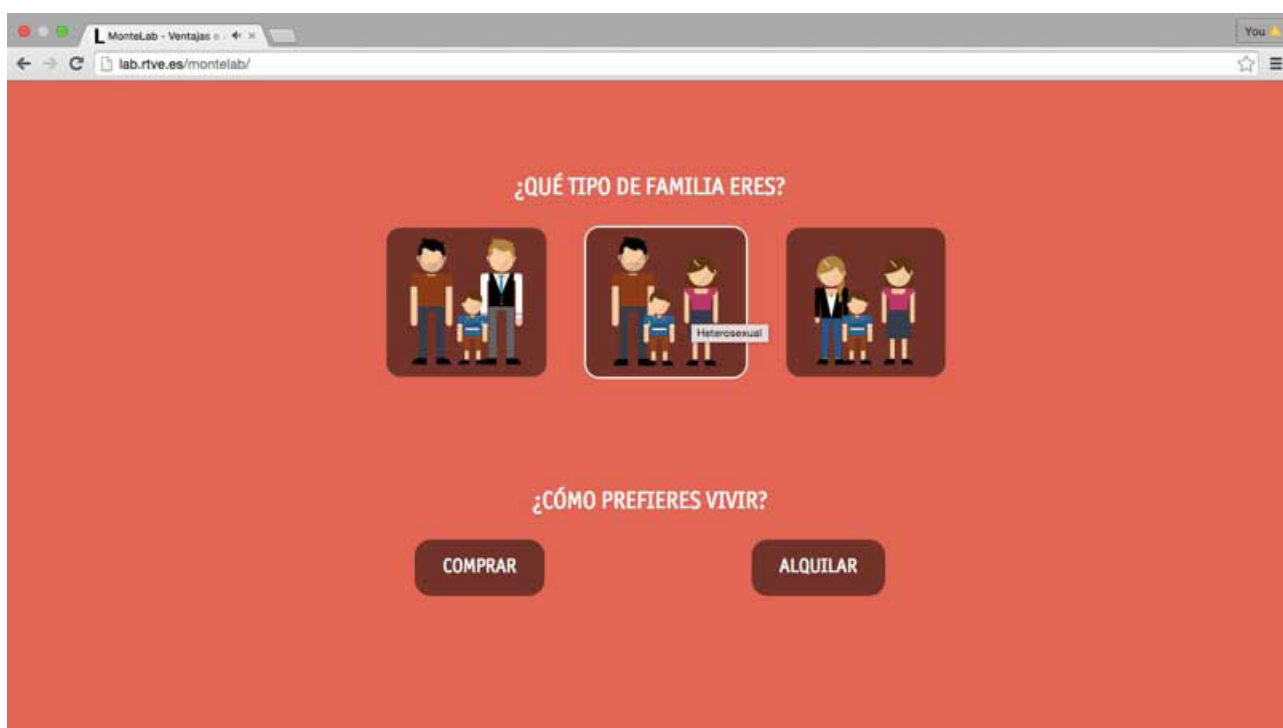 MonteLab - Ventajas e
You
lab.rtve.es/montelab/
¿QUÉ TIPO DE FAMILIA ERES?
Heterosexual
¿CÓMO PREFIERES VIVIR?
COMPRAR
ALQUILAR